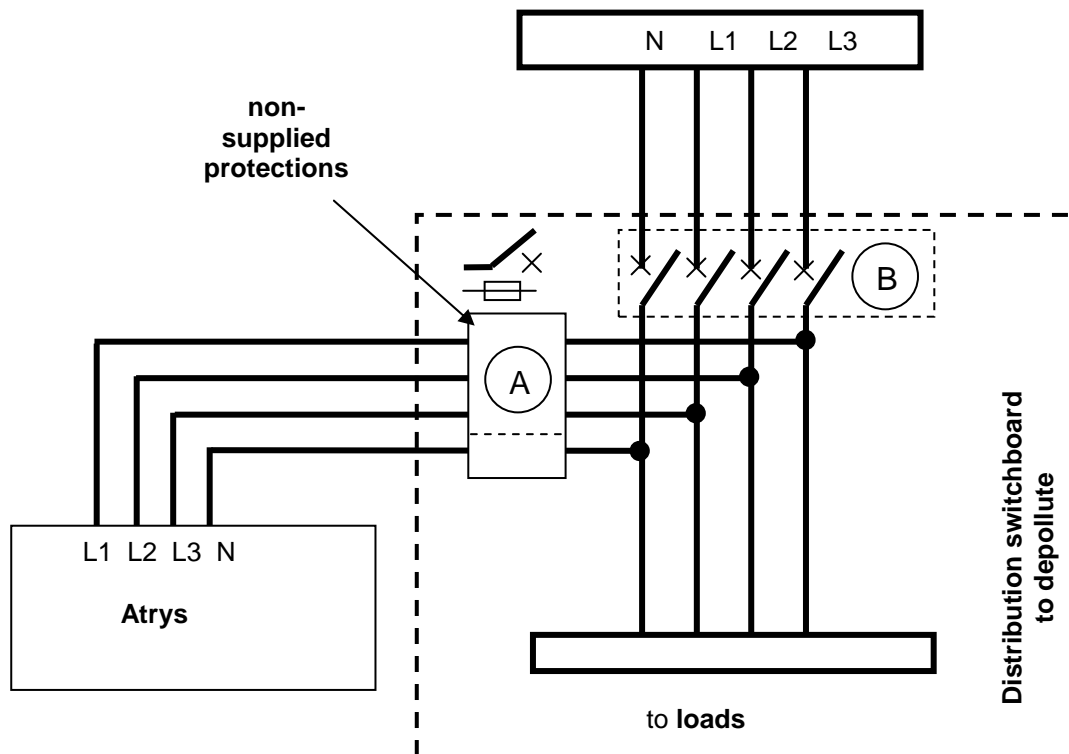 N L1 L2 L3
non-
supplied
protections
B
A
L1 L2 L3 N
Atrys
Distribution switchboard
to depollute
to loads